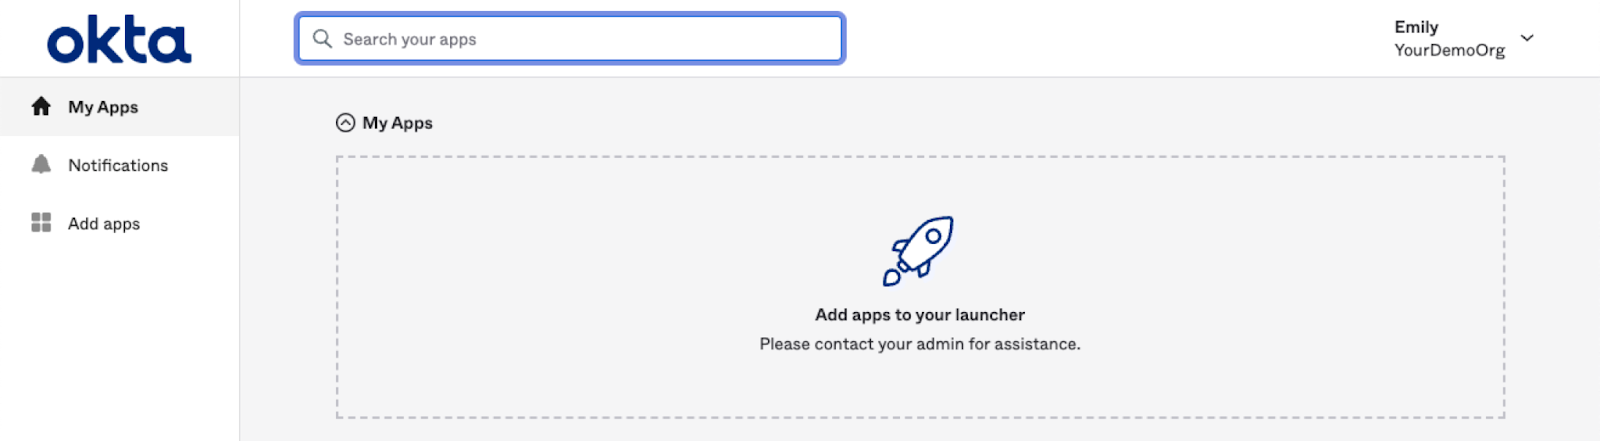 okta
Search your apps
Emily
YourDemoOrg
My Apps
Notifications
Add apps
My Apps
Add apps to your launcher
Please contact your admin for assistance.